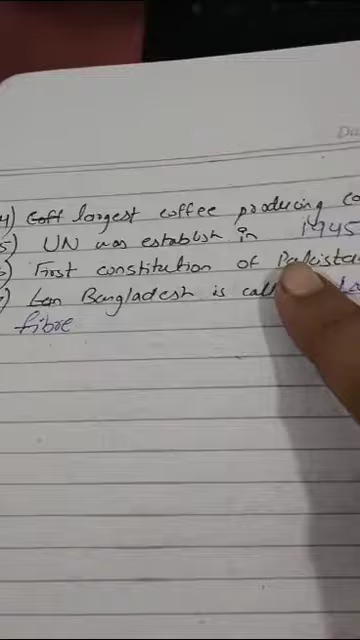 4) largest coffee producing co
5) UN was establish in 1945
6) First constitution of Pakista
7) Bangladesh is call
fibre